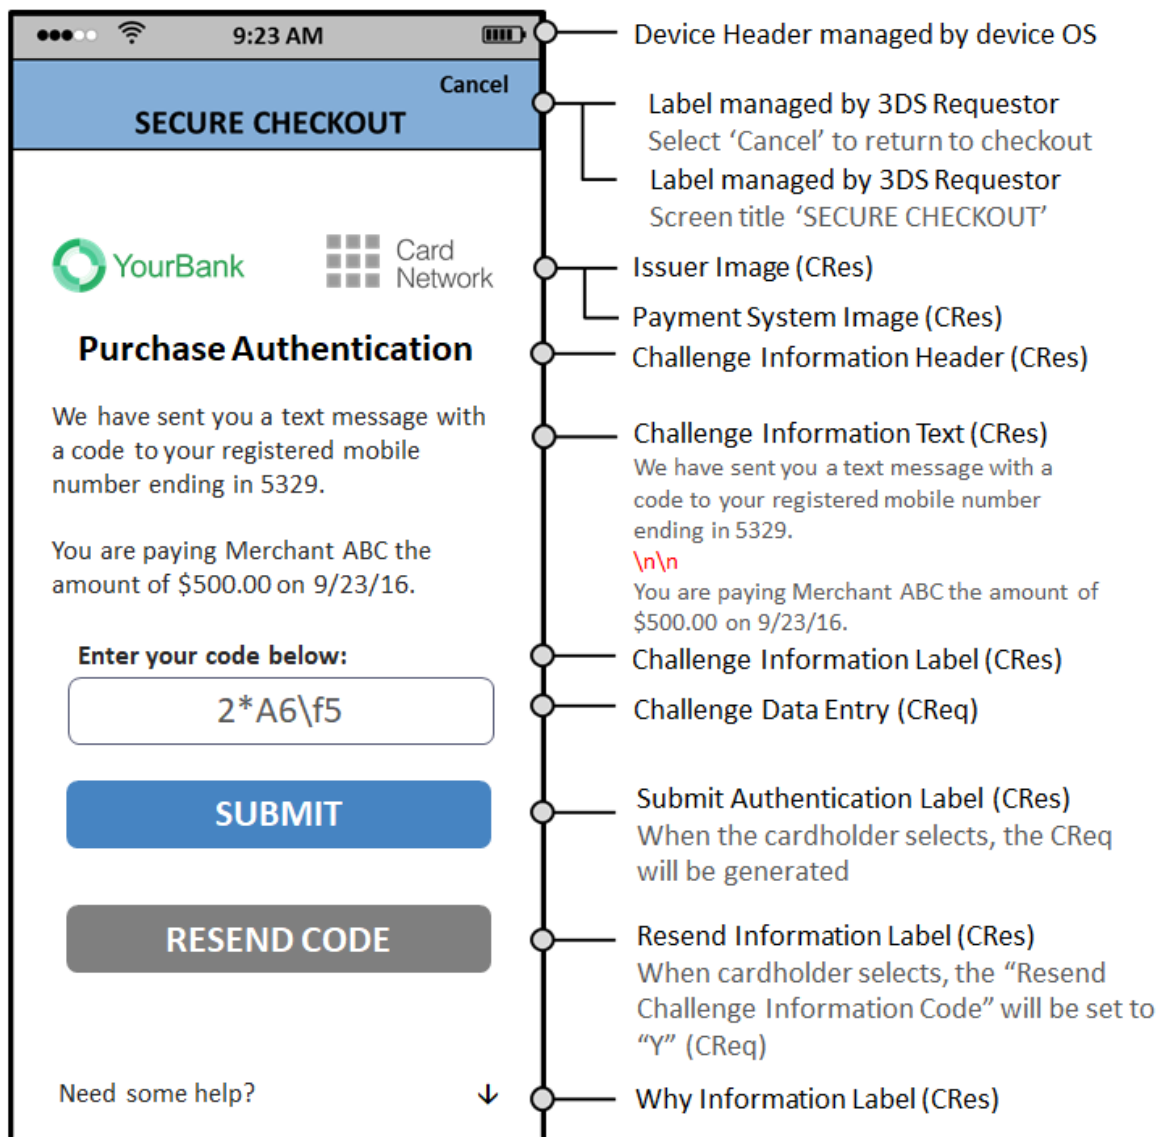 9:23 AM
Cancel
SECURE CHECKOUT
YourBank
Card
Network
Purchase Authentication
We have sent you a text message with
a code to your registered mobile
number ending in 5329.
You are paying Merchant ABC the
amount of $500.00 on 9/23/16.
Enter your code below:
2*A6\f5
SUBMIT
RESEND CODE
Need some help?
Device Header managed by device OS
Label managed by 3DS Requestor
Select ‘Cancel’ to return to checkout
Label managed by 3DS Requestor
Screen title ‘SECURE CHECKOUT’
Issuer Image (CRes)
Payment System Image (CRes)
Challenge Information Header (CRes)
Challenge Information Text (CRes)
We have sent you a text message with a
code to your registered mobile number
ending in 5329.
\n\n
You are paying Merchant ABC the amount of
$500.00 on 9/23/16.
Challenge Information Label (CRes)
Challenge Data Entry (CReq)
Submit Authentication Label (CRes)
When the cardholder selects, the CReq
will be generated
Resend Information Label (CRes)
When cardholder selects, the “Resend
Challenge Information Code” will be set to
“Y” (CReq)
Why Information Label (CRes)